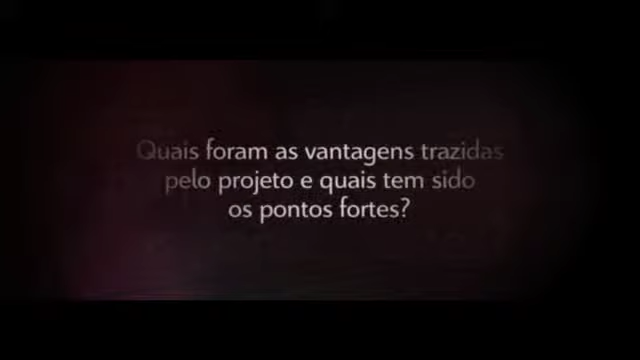 Quais foram as vantagens trazidas
pelo projeto e quais tem sido
os pontos fortes?